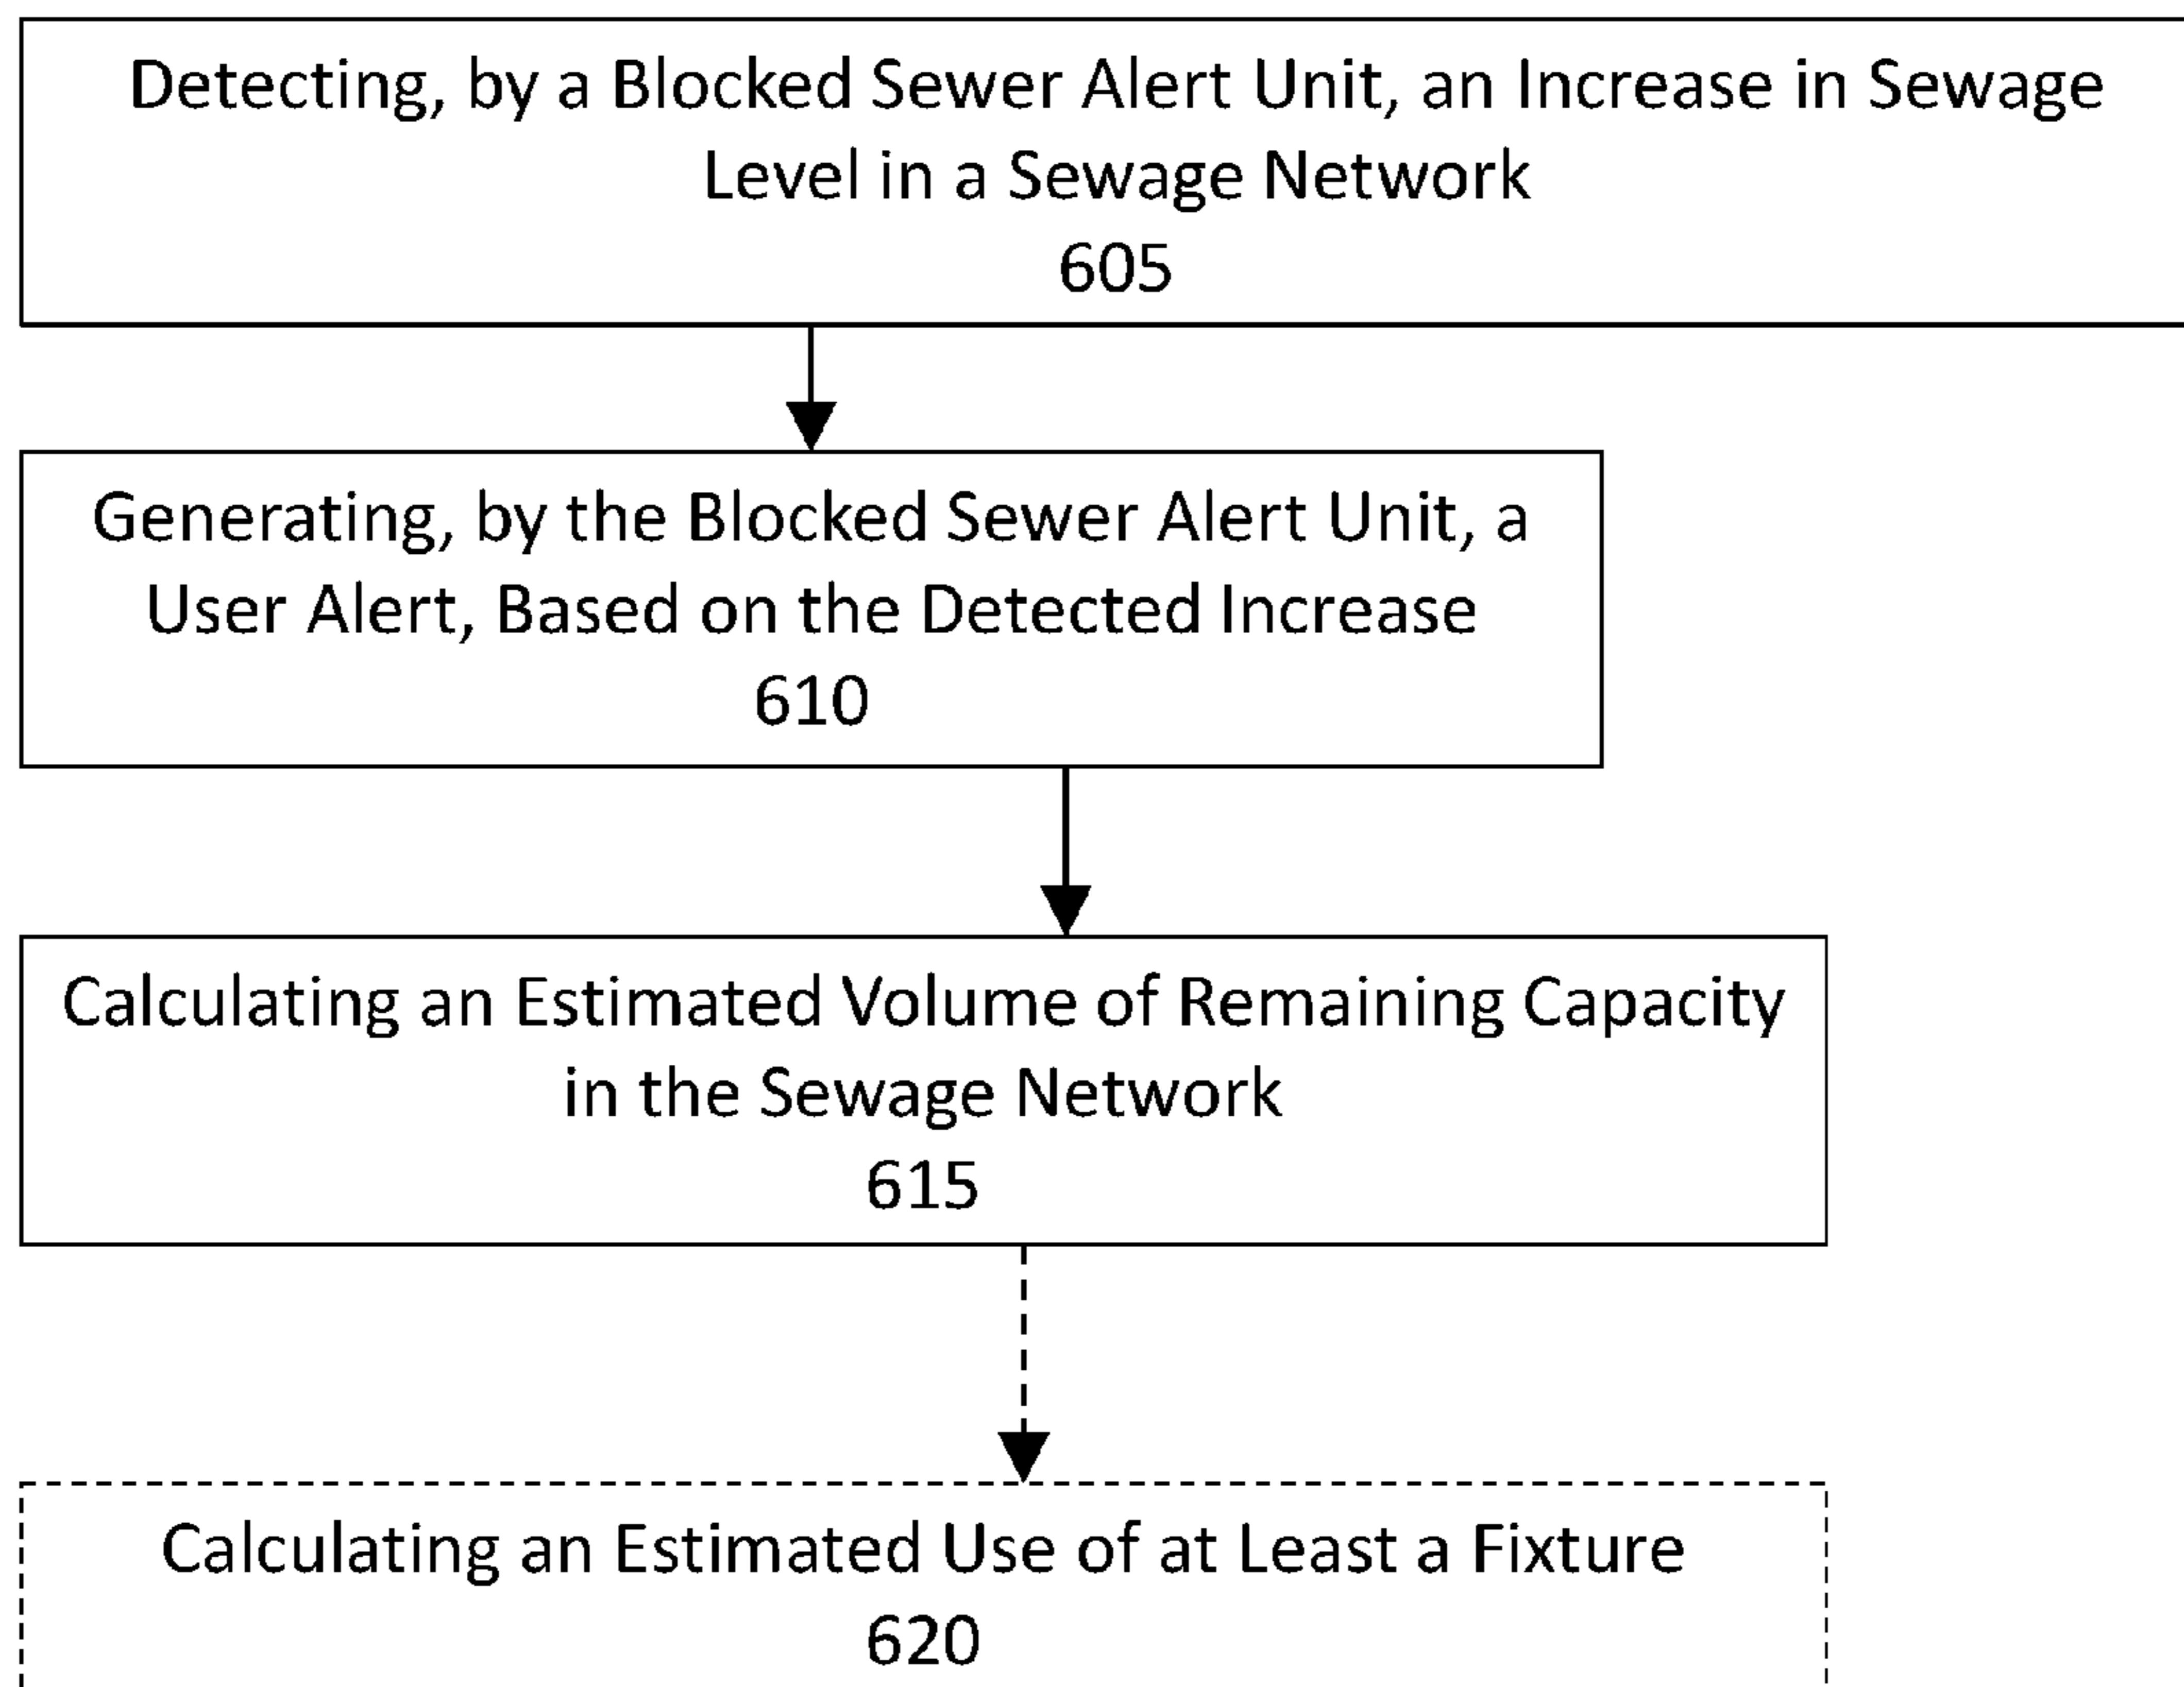 Detecting, by a Blocked Sewer Alert Unit, an Increase in Sewage
Level in a Sewage Network
605
Generating, by the Blocked Sewer Alert Unit, a
User Alert, Based on the Detected Increase
610
Calculating an Estimated Volume of Remaining Capacity
in the Sewage Network
615
Calculating an Estimated Use of at Least a Fixture
620